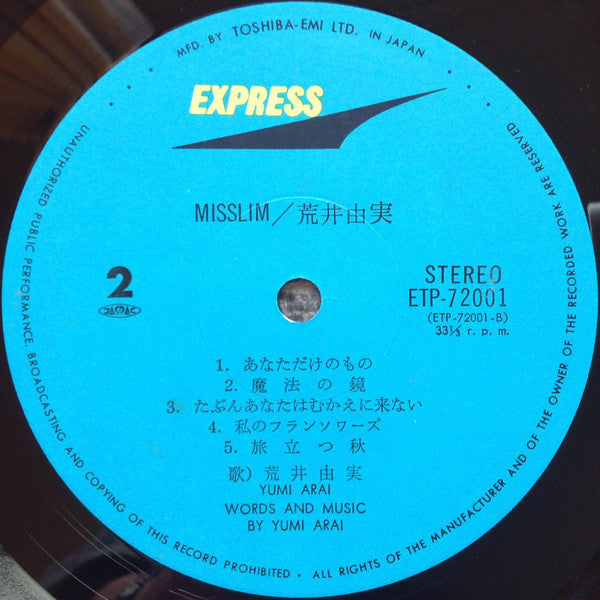 MFD. BY TOSHIBA-EMI LTD. IN JAPAN
EXPRESS
MISSLIM/荒井由実
2
JASRAC
STEREO
ETP-72001
(ETP-72001-B)
33⅓ r. p. m.
1. あなただけのもの
2. 魔法の鏡
3. たぶんあなたはむかえに来ない
4. 私のフランソワーズ
5. 旅立つ秋
歌) 荒井由実
YUMI ARAI
WORDS AND MUSIC
BY YUMI ARAI
UNAUTHORIZED PUBLIC PERFORMANCE, BROADCASTING AND COPYING OF THIS RECORD PROHIBITED • ALL RIGHTS OF THE MANUFACTURER AND OF THE OWNER OF THE RECORDED WORK ARE RESERVED